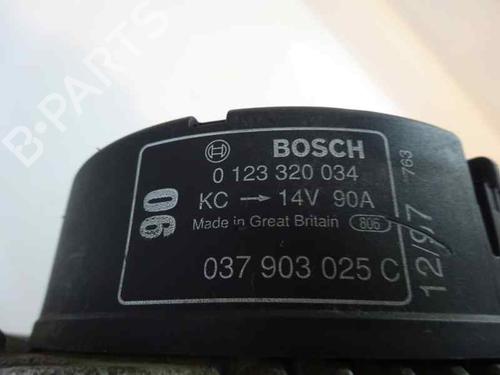 BOSCH
0 123 320 034
KC → 14V 90A
Made in Great Britain 806
037 903 025 C
90
12/97
763
B-PARTS